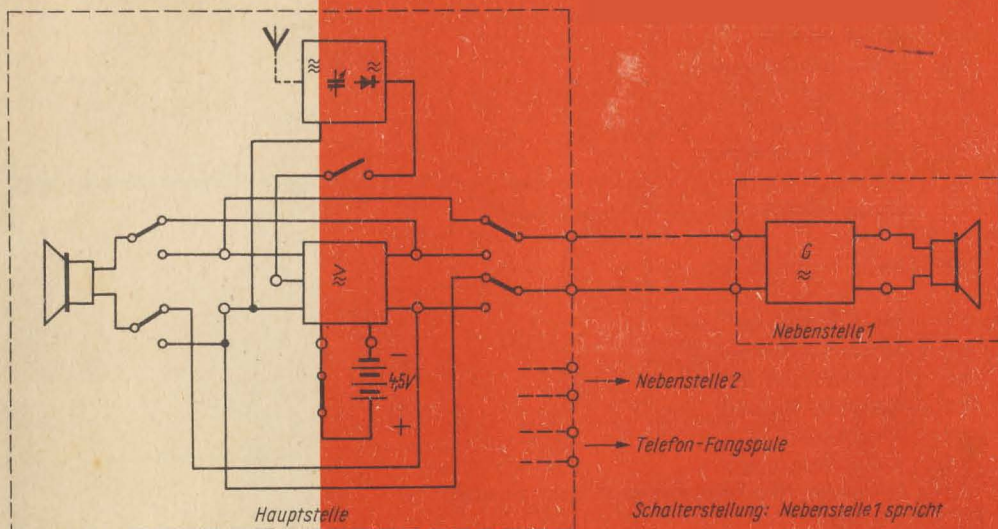 V
4,5V
G
Nebenstelle 1
Nebenstelle 2
Telefon-Fangspule
Hauptstelle
Schalterstellung: Nebenstelle 1 spricht